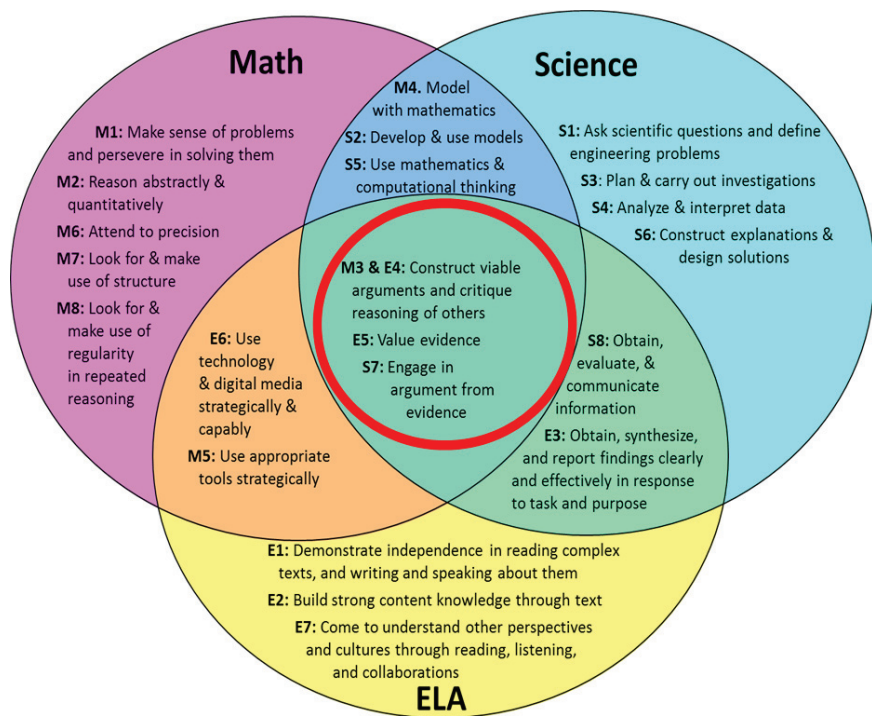 Math
Science
M4. Model
with mathematics
S2: Develop & use models
S5: Use mathematics &
computational thinking
M1: Make sense of problems
and persevere in solving them
M2: Reason abstractly &
quantitatively
M6: Attend to precision
M7: Look for & make
use of structure
M8: Look for &
make use of
regularity
in repeated
reasoning
S1: Ask scientific questions and define
engineering problems
S3: Plan & carry out investigations
S4: Analyze & interpret data
S6: Construct explanations &
design solutions
M3 & E4: Construct viable
arguments and critique
reasoning of others
E5: Value evidence
S7: Engage in
argument from
evidence
E6: Use
technology
& digital media
strategically &
capably
M5: Use appropriate
tools strategically
S8: Obtain,
evaluate, &
communicate
information
E3: Obtain, synthesize,
and report findings clearly
and effectively in response
to task and purpose
E1: Demonstrate independence in reading complex
texts, and writing and speaking about them
E2: Build strong content knowledge through text
E7: Come to understand other perspectives
and cultures through reading, listening,
and collaborations
ELA